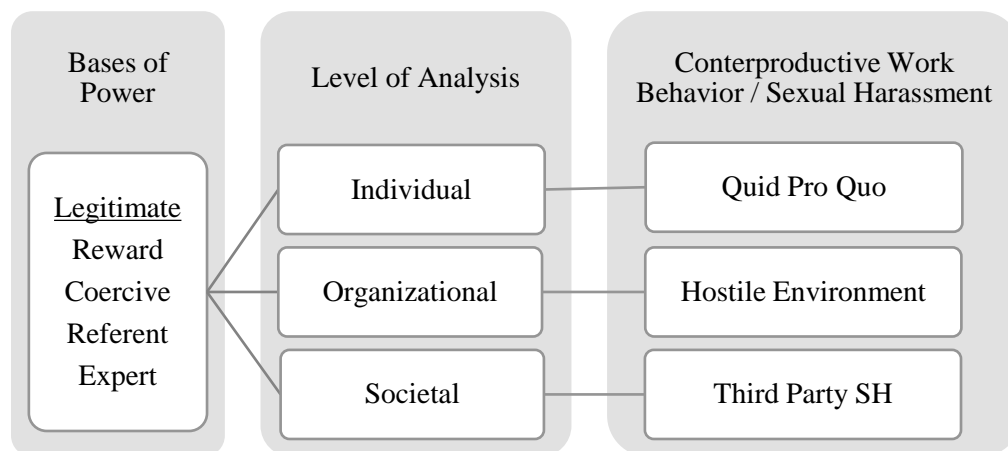 Bases of
Power
Level of Analysis
Conterproductive Work
Behavior / Sexual Harassment
Legitimate
Reward
Coercive
Referent
Expert
Individual
Organizational
Societal
Quid Pro Quo
Hostile Environment
Third Party SH